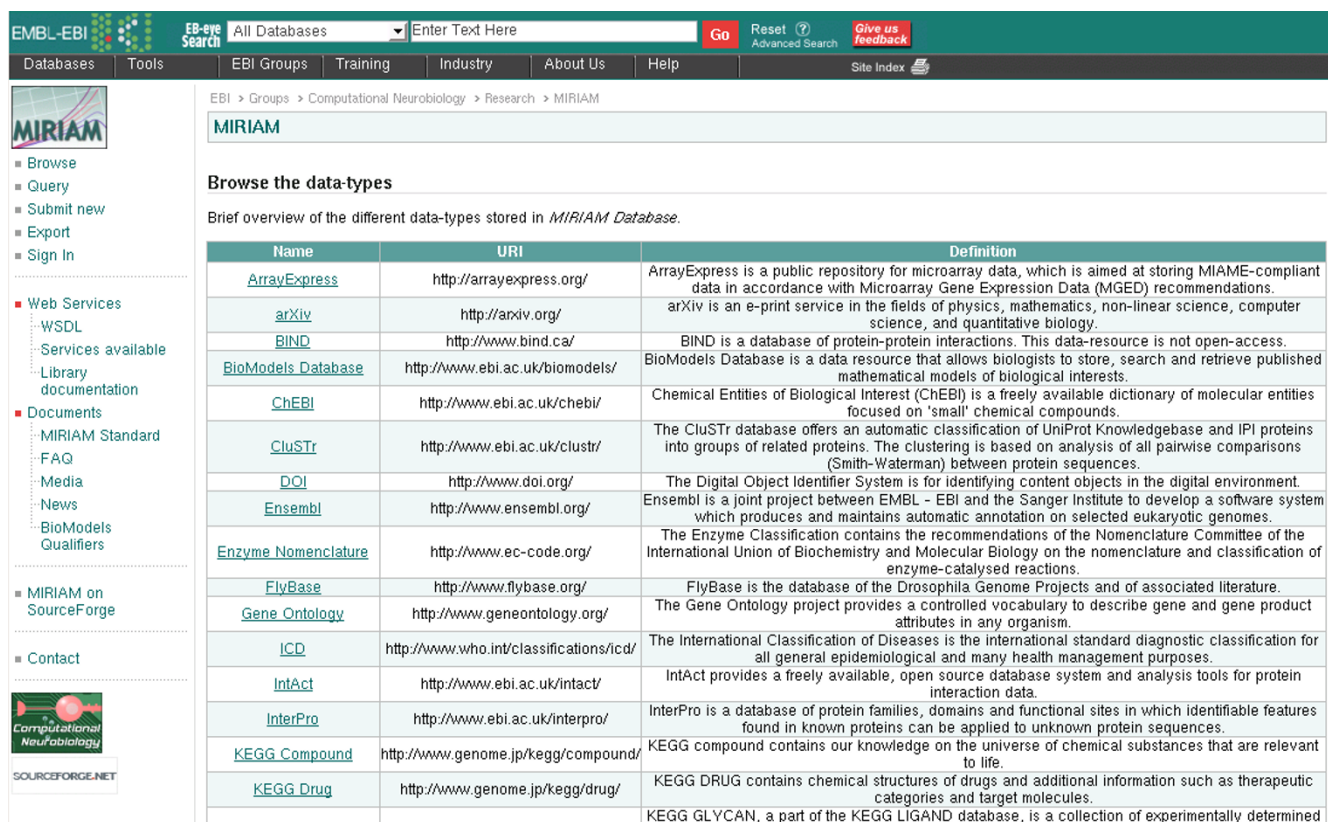 EMBL-EBI
EB-eye Search
All Databases
Enter Text Here
Go
Reset ?
Advanced Search
Give us feedback
Databases Tools EBI Groups Training Industry About Us Help Site Index
MIRIAM
Browse
Query
Submit new
Export
Sign In
Web Services
WSDL
Services available
Library
documentation
Documents
MIRIAM Standard
FAQ
Media
News
BioModels
Qualifiers
MIRIAM on
SourceForge
Contact
Computational
Neurobiology
SOURCEFORGE.NET
EBI > Groups > Computational Neurobiology > Research > MIRIAM
MIRIAM
Browse the data-types
Brief overview of the different data-types stored in MIRIAM Database.
Name URI Definition
ArrayExpress http://arrayexpress.org/ ArrayExpress is a public repository for microarray data, which is aimed at storing MIAME-compliant
data in accordance with Microarray Gene Expression Data (MGED) recommendations.
arXiv http://arxiv.org/ arXiv is an e-print service in the fields of physics, mathematics, non-linear science, computer
science, and quantitative biology.
BIND http://www.bind.ca/ BIND is a database of protein-protein interactions. This data-resource is not open-access.
BioModels Database http://www.ebi.ac.uk/biomodels/ BioModels Database is a data resource that allows biologists to store, search and retrieve published
mathematical models of biological interests.
ChEBI http://www.ebi.ac.uk/chebi/ Chemical Entities of Biological Interest (ChEBI) is a freely available dictionary of molecular entities
focused on 'small' chemical compounds.
CluSTr http://www.ebi.ac.uk/clustr/ The CluSTr database offers an automatic classification of UniProt Knowledgebase and IPI proteins
into groups of related proteins. The clustering is based on analysis of all pairwise comparisons
(Smith-Waterman) between protein sequences.
DOI http://www.doi.org/ The Digital Object Identifier System is for identifying content objects in the digital environment.
Ensembl http://www.ensembl.org/ Ensembl is a joint project between EMBL - EBI and the Sanger Institute to develop a software system
which produces and maintains automatic annotation on selected eukaryotic genomes.
Enzyme Nomenclature http://www.ec-code.org/ The Enzyme Classification contains the recommendations of the Nomenclature Committee of the
International Union of Biochemistry and Molecular Biology on the nomenclature and classification of
enzyme-catalysed reactions.
FlyBase http://www.flybase.org/ FlyBase is the database of the Drosophila Genome Projects and of associated literature.
Gene Ontology http://www.geneontology.org/ The Gene Ontology project provides a controlled vocabulary to describe gene and gene product
attributes in any organism.
ICD http://www.who.int/classifications/icd/ The International Classification of Diseases is the international standard diagnostic classification for
all general epidemiological and many health management purposes.
IntAct http://www.ebi.ac.uk/intact/ IntAct provides a freely available, open source database system and analysis tools for protein
interaction data.
InterPro http://www.ebi.ac.uk/interpro/ InterPro is a database of protein families, domains and functional sites in which identifiable features
found in known proteins can be applied to unknown protein sequences.
KEGG Compound http://www.genome.jp/kegg/compound/ KEGG compound contains our knowledge on the universe of chemical substances that are relevant
to life.
KEGG Drug http://www.genome.jp/kegg/drug/ KEGG DRUG contains chemical structures of drugs and additional information such as therapeutic
categories and target molecules.
KEGG GLYCAN, a part of the KEGG LIGAND database, is a collection of experimentally determined